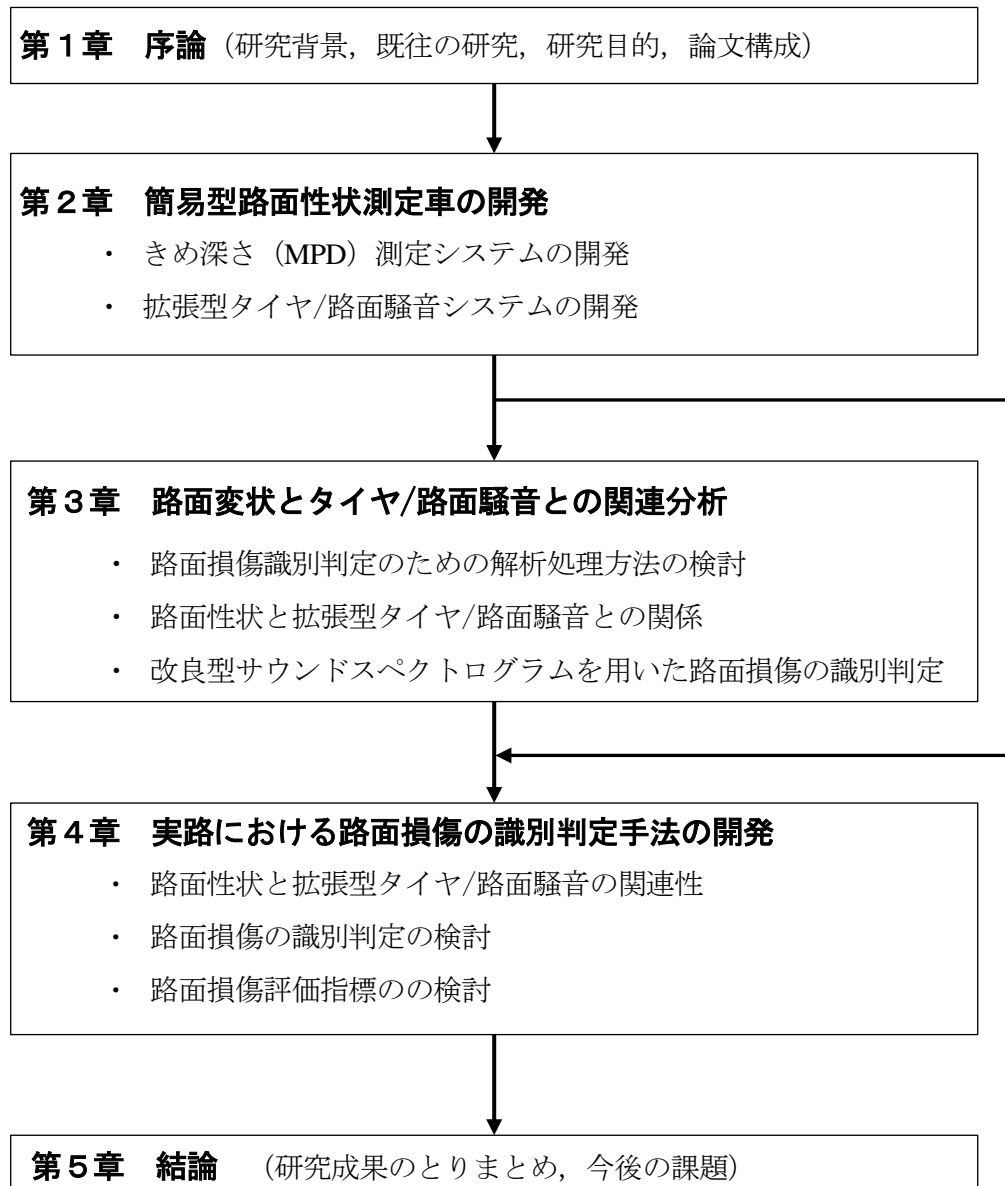 第１章　序論（研究背景，既往の研究，研究目的，論文構成）
第２章　簡易型路面性状測定車の開発
・ きめ深さ（MPD）測定システムの開発
・ 拡張型タイヤ/路面騒音システムの開発
第３章　路面変状とタイヤ/路面騒音との関連分析
・ 路面損傷識別判定のための解析処理方法の検討
・ 路面性状と拡張型タイヤ/路面騒音との関係
・ 改良型サウンドスペクトログラムを用いた路面損傷の識別判定
第４章　実路における路面損傷の識別判定手法の開発
・ 路面性状と拡張型タイヤ/路面騒音の関連性
・ 路面損傷の識別判定の検討
・ 路面損傷評価指標のの検討
第５章　結論　（研究成果のとりまとめ，今後の課題）